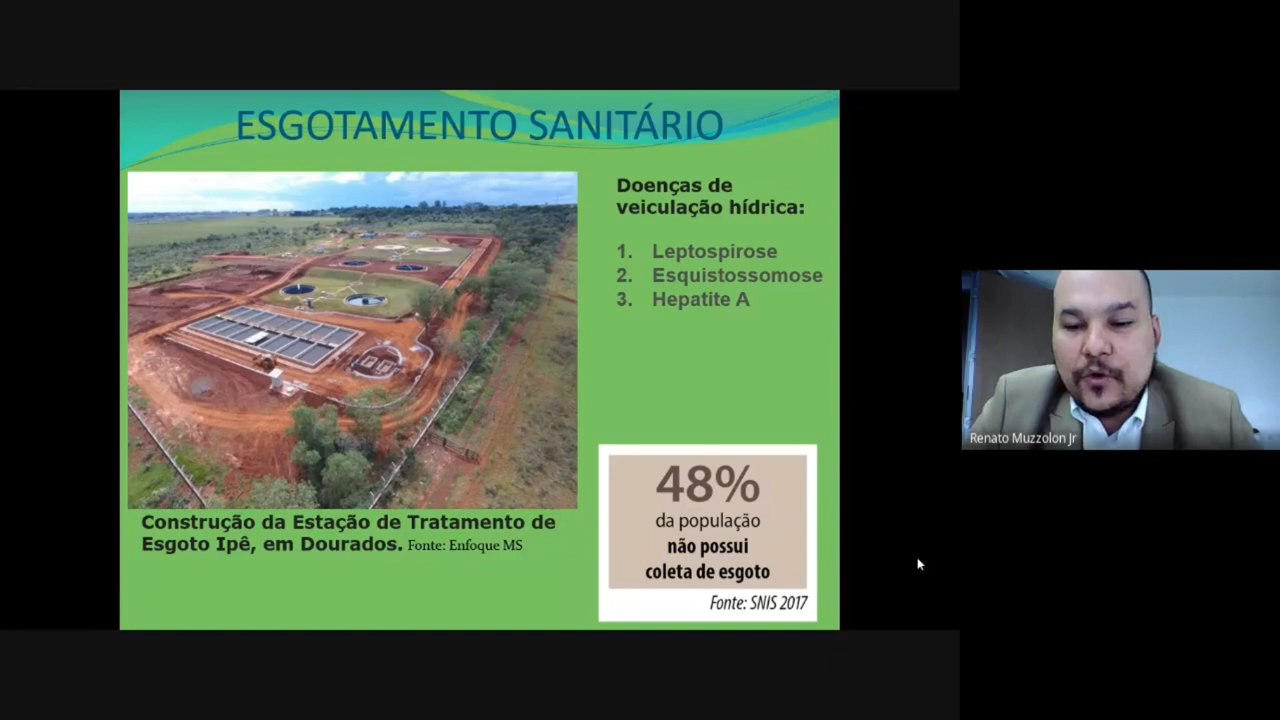 ESGOTAMENTO SANITÁRIO
Doenças de
veiculação hídrica:
1. Leptospirose
2. Esquistossomose
3. Hepatite A
Construção da Estação de Tratamento de
Esgoto Ipê, em Dourados. Fonte: Enfoque MS
48%
da população
não possui
coleta de esgoto
Fonte: SNIS 2017
Renato Muzzolon Jr